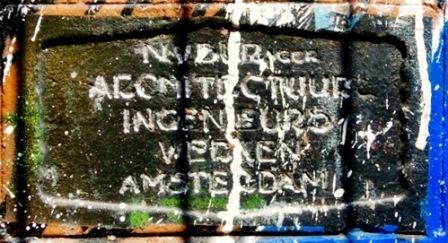 ARCHITECTUUR
INGENIEURS
WERKEN
AMSTERDAM